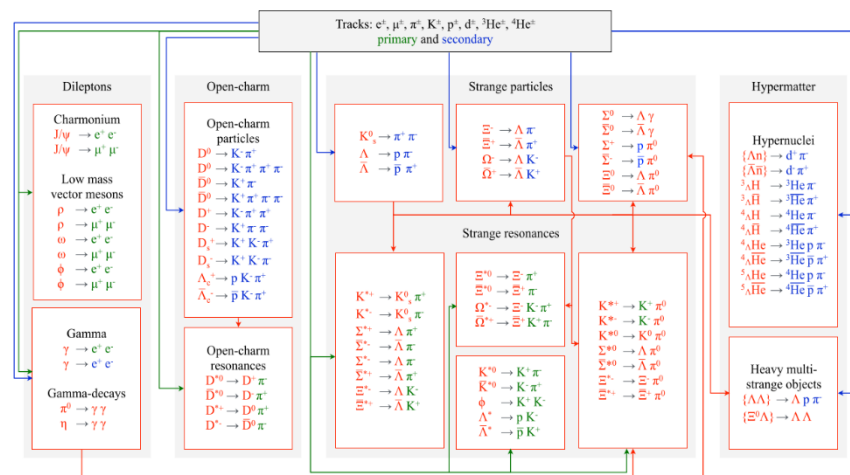 Tracks: e±, μ±, π±, K±, p±, d±, ³He±, ⁴He±
primary and secondary
Dileptons
Charmonium
J/ψ → e⁺ e⁻
J/ψ → μ⁺ μ⁻
Low mass
vector mesons
ρ → e⁺ e⁻
ρ → μ⁺ μ⁻
ω → e⁺ e⁻
ω → μ⁺ μ⁻
ϕ → e⁺ e⁻
ϕ → μ⁺ μ⁻
Gamma
γ → e⁺ e⁻
γ → e⁺ e⁻
Gamma-decays
π⁰ → γ γ
η → γ γ
Open-charm
Open-charm
particles
D⁰ → K⁻ π⁺
D⁰ → K⁻ π⁺ π⁺ π⁻
D̄⁰ → K⁺ π⁻
D̄⁰ → K⁺ π⁺ π⁻ π⁻
D⁺ → K⁻ π⁺ π⁺
D⁻ → K⁺ π⁻ π⁻
Dₛ⁺ → K⁺ K⁻ π⁺
Dₛ⁻ → K⁺ K⁻ π⁻
Λc⁺ → p K⁻ π⁺
Λ̄c⁻ → p̄ K⁻ π⁺
Open-charm
resonances
D*⁰ → D⁺ π⁻
D̄*⁰ → D⁻ π⁺
D*⁺ → D⁰ π⁺
D*⁻ → D̄⁰ π⁻
Strange particles
K⁰ₛ → π⁺ π⁻
Λ → p π⁻
Λ̄ → p̄ π⁺
Ξ⁻ → Λ π⁻
Ξ̄⁺ → Λ̄ π⁺
Ω⁻ → Λ K⁻
Ω̄⁺ → Λ̄ K⁺
Σ⁰ → Λ γ
Σ̄⁰ → Λ̄ γ
Σ⁺ → p π⁰
Σ̄⁻ → p̄ π⁰
Ξ⁰ → Λ π⁰
Ξ̄⁰ → Λ̄ π⁰
Strange resonances
K*⁺ → K⁰ₛ π⁺
K*⁻ → K⁰ₛ π⁻
Σ*⁺ → Λ π⁺
Σ̄*⁻ → Λ̄ π⁻
Σ*⁻ → Λ π⁻
Σ̄*⁺ → Λ̄ π⁺
Ξ*⁻ → Λ K⁻
Ξ̄*⁺ → Λ̄ K⁺
Ξ*⁰ → Ξ⁻ π⁺
Ξ̄*⁰ → Ξ̄⁺ π⁻
Ω*⁻ → Ξ⁻ K⁻ π⁺
Ω̄*⁺ → Ξ̄⁺ K⁺ π⁻
K*⁰ → K⁺ π⁻
K̄*⁰ → K⁻ π⁺
ϕ → K⁺ K⁻
Λ* → p K⁻
Λ̄* → p̄ K⁺
K*⁺ → K⁺ π⁰
K*⁻ → K⁻ π⁰
K*⁰ → K⁰ π⁰
Σ*⁰ → Λ π⁰
Σ̄*⁰ → Λ̄ π⁰
Ξ*⁻ → Ξ⁻ π⁰
Ξ̄*⁺ → Ξ̄⁺ π⁰
Hypermatter
Hypernuclei
{Λn} → d⁺ π⁻
{Λ̄n̄} → d⁻ π⁺
³ΛH → ³He π⁻
³Λ̄H̄ → ³H̄ē π⁺
⁴ΛH → ⁴He π⁻
⁴Λ̄H̄ → ⁴H̄ē π⁺
⁴ΛHe → ³He p π⁻
⁴Λ̄H̄ē → ³H̄ē p̄ π⁺
⁵ΛHe → ⁴He p π⁻
⁵Λ̄H̄ē → ⁴H̄ē p̄ π⁺
Heavy multi-
strange objects
{ΛΛ} → Λ p π⁻
{Ξ⁰Λ} → Λ Λ